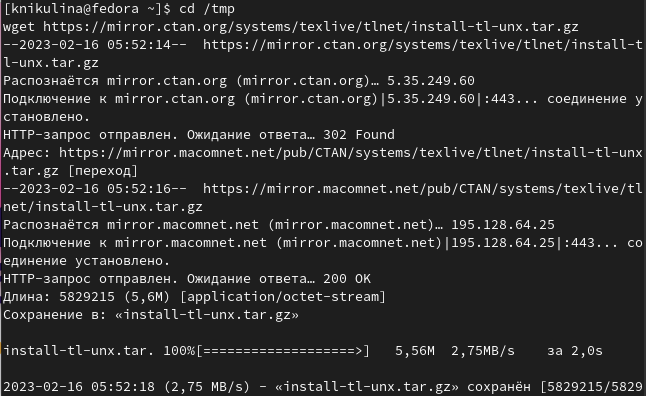 [knikulina@fedora ~]$ cd /tmp
wget https://mirror.ctan.org/systems/texlive/tlnet/install-tl-unx.tar.gz
--2023-02-16 05:52:14--  https://mirror.ctan.org/systems/texlive/tlnet/install-t
l-unx.tar.gz
Распознаётся mirror.ctan.org (mirror.ctan.org)… 5.35.249.60
Подключение к mirror.ctan.org (mirror.ctan.org)|5.35.249.60|:443... соединение у
становлено.
HTTP-запрос отправлен. Ожидание ответа… 302 Found
Адрес: https://mirror.macomnet.net/pub/CTAN/systems/texlive/tlnet/install-tl-unx
.tar.gz [переход]
--2023-02-16 05:52:16--  https://mirror.macomnet.net/pub/CTAN/systems/texlive/tl
net/install-tl-unx.tar.gz
Распознаётся mirror.macomnet.net (mirror.macomnet.net)… 195.128.64.25
Подключение к mirror.macomnet.net (mirror.macomnet.net)|195.128.64.25|:443... со
единение установлено.
HTTP-запрос отправлен. Ожидание ответа… 200 OK
Длина: 5829215 (5,6M) [application/octet-stream]
Сохранение в: «install-tl-unx.tar.gz»
install-tl-unx.tar. 100%[===================>]   5,56M  2,75MB/s    за 2,0s
2023-02-16 05:52:18 (2,75 MB/s) - «install-tl-unx.tar.gz» сохранён [5829215/5829